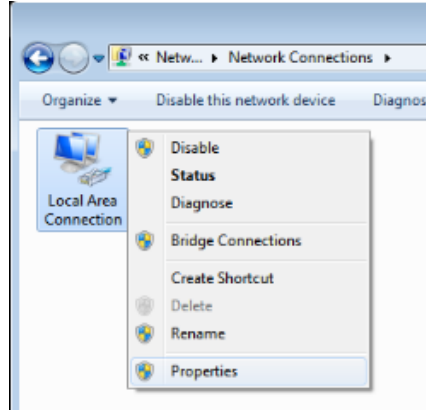 « Netw... ▸ Network Connections ▸
Organize ▾ Disable this network device Diagnos
Local Area
Connection
Disable
Status
Diagnose
Bridge Connections
Create Shortcut
Delete
Rename
Properties